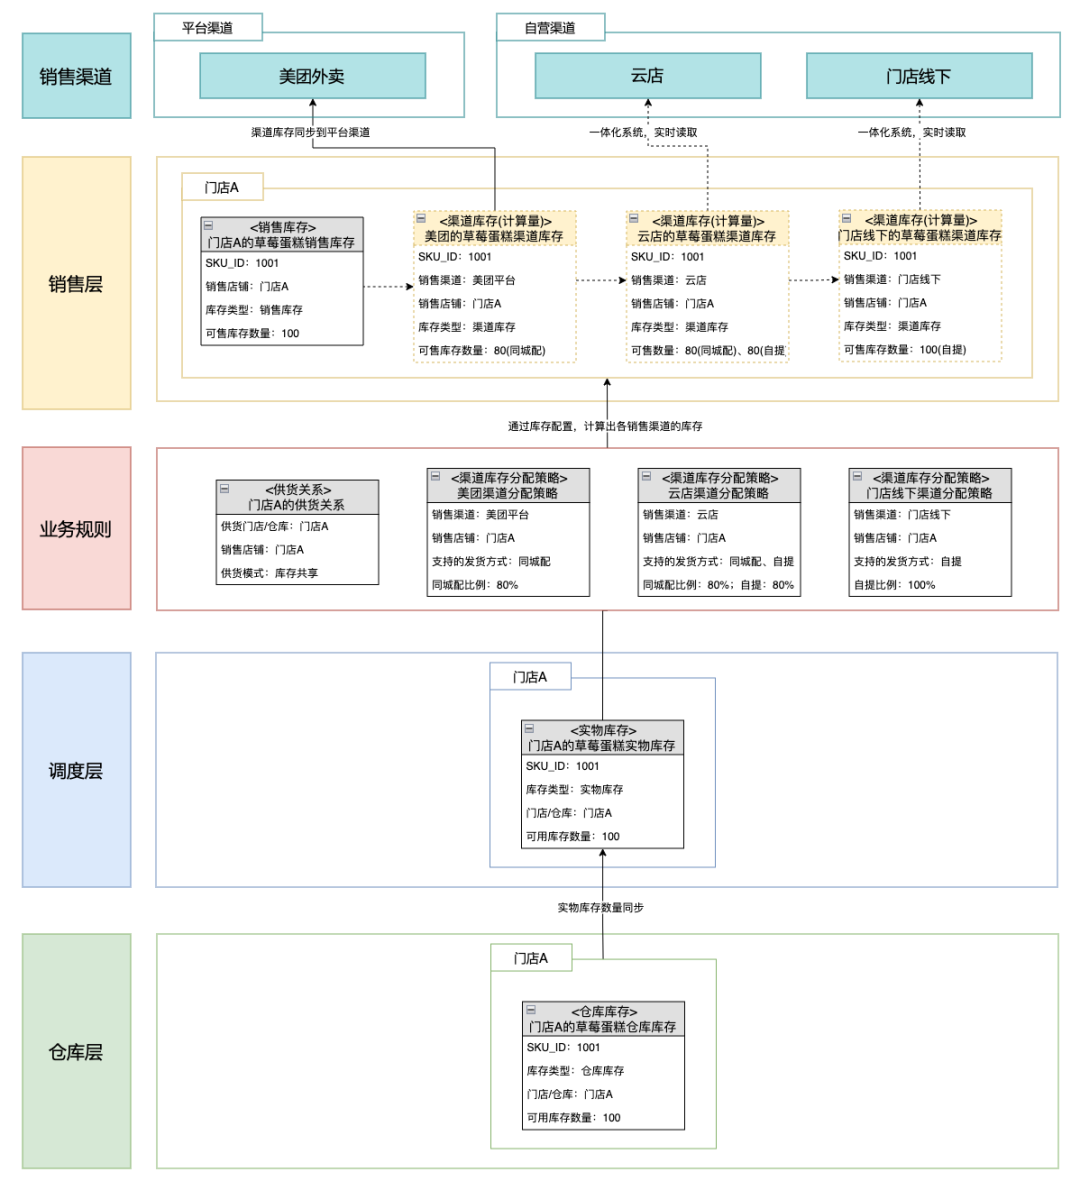 平台渠道
自营渠道
销售渠道
美团外卖
云店
门店线下
渠道库存同步到平台渠道
一体化系统，实时读取
一体化系统，实时读取
销售层
门店A
<销售库存>
门店A的草莓蛋糕销售库存
SKU_ID：1001
销售店铺：门店A
库存类型：销售库存
可售库存数量：100
<渠道库存(计算量)>
美团的草莓蛋糕渠道库存
SKU_ID：1001
销售渠道：美团平台
销售店铺：门店A
库存类型：渠道库存
可售库存数量：80(同城配)
<渠道库存(计算量)>
云店的草莓蛋糕渠道库存
SKU_ID：1001
销售渠道：云店
销售店铺：门店A
库存类型：渠道库存
可售数量：80(同城配)、80(自提
<渠道库存(计算量)>
门店线下的草莓蛋糕渠道库存
SKU_ID：1001
销售渠道：门店线下
销售店铺：门店A
库存类型：渠道库存
可售库存数量：100(自提)
通过库存配置，计算出各销售渠道的库存
业务规则
<供货关系>
门店A的供货关系
供货门店/仓库：门店A
销售店铺：门店A
供货模式：库存共享
<渠道库存分配策略>
美团渠道分配策略
销售渠道：美团平台
销售店铺：门店A
支持的发货方式：同城配
同城配比例：80%
<渠道库存分配策略>
云店渠道分配策略
销售渠道：云店
销售店铺：门店A
支持的发货方式：同城配、自提
同城配比例：80%；自提：80%
<渠道库存分配策略>
门店线下渠道分配策略
销售渠道：门店线下
销售店铺：门店A
支持的发货方式：自提
自提比例：100%
调度层
门店A
<实物库存>
门店A的草莓蛋糕实物库存
SKU_ID：1001
库存类型：实物库存
门店/仓库：门店A
可用库存数量：100
实物库存数量同步
仓库层
门店A
<仓库库存>
门店A的草莓蛋糕仓库库存
SKU_ID：1001
库存类型：仓库库存
门店/仓库：门店A
可用库存数量：100